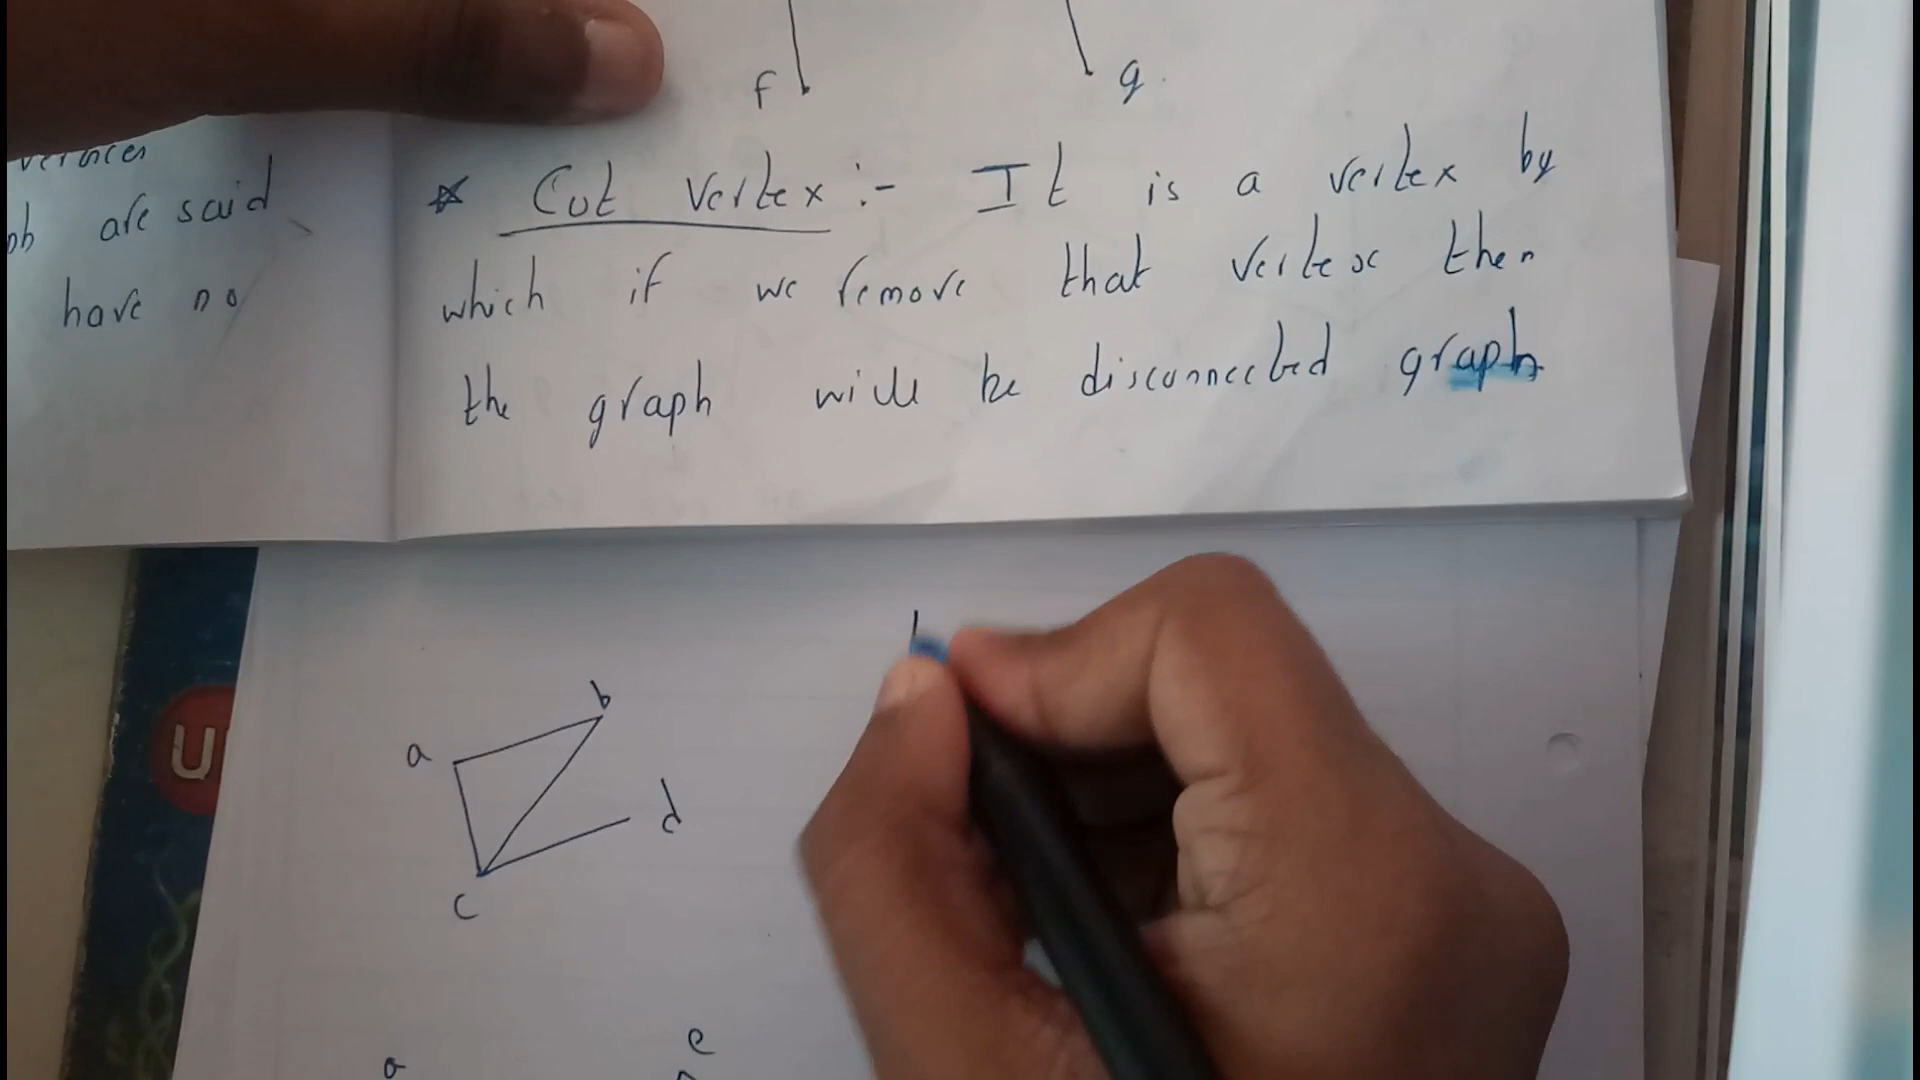 f
g
are said
have no
Cut Vertex :- It is a vertex by
which if we remove that vertex then
the graph will be disconnected graph
b
a
d
c
e
a
U